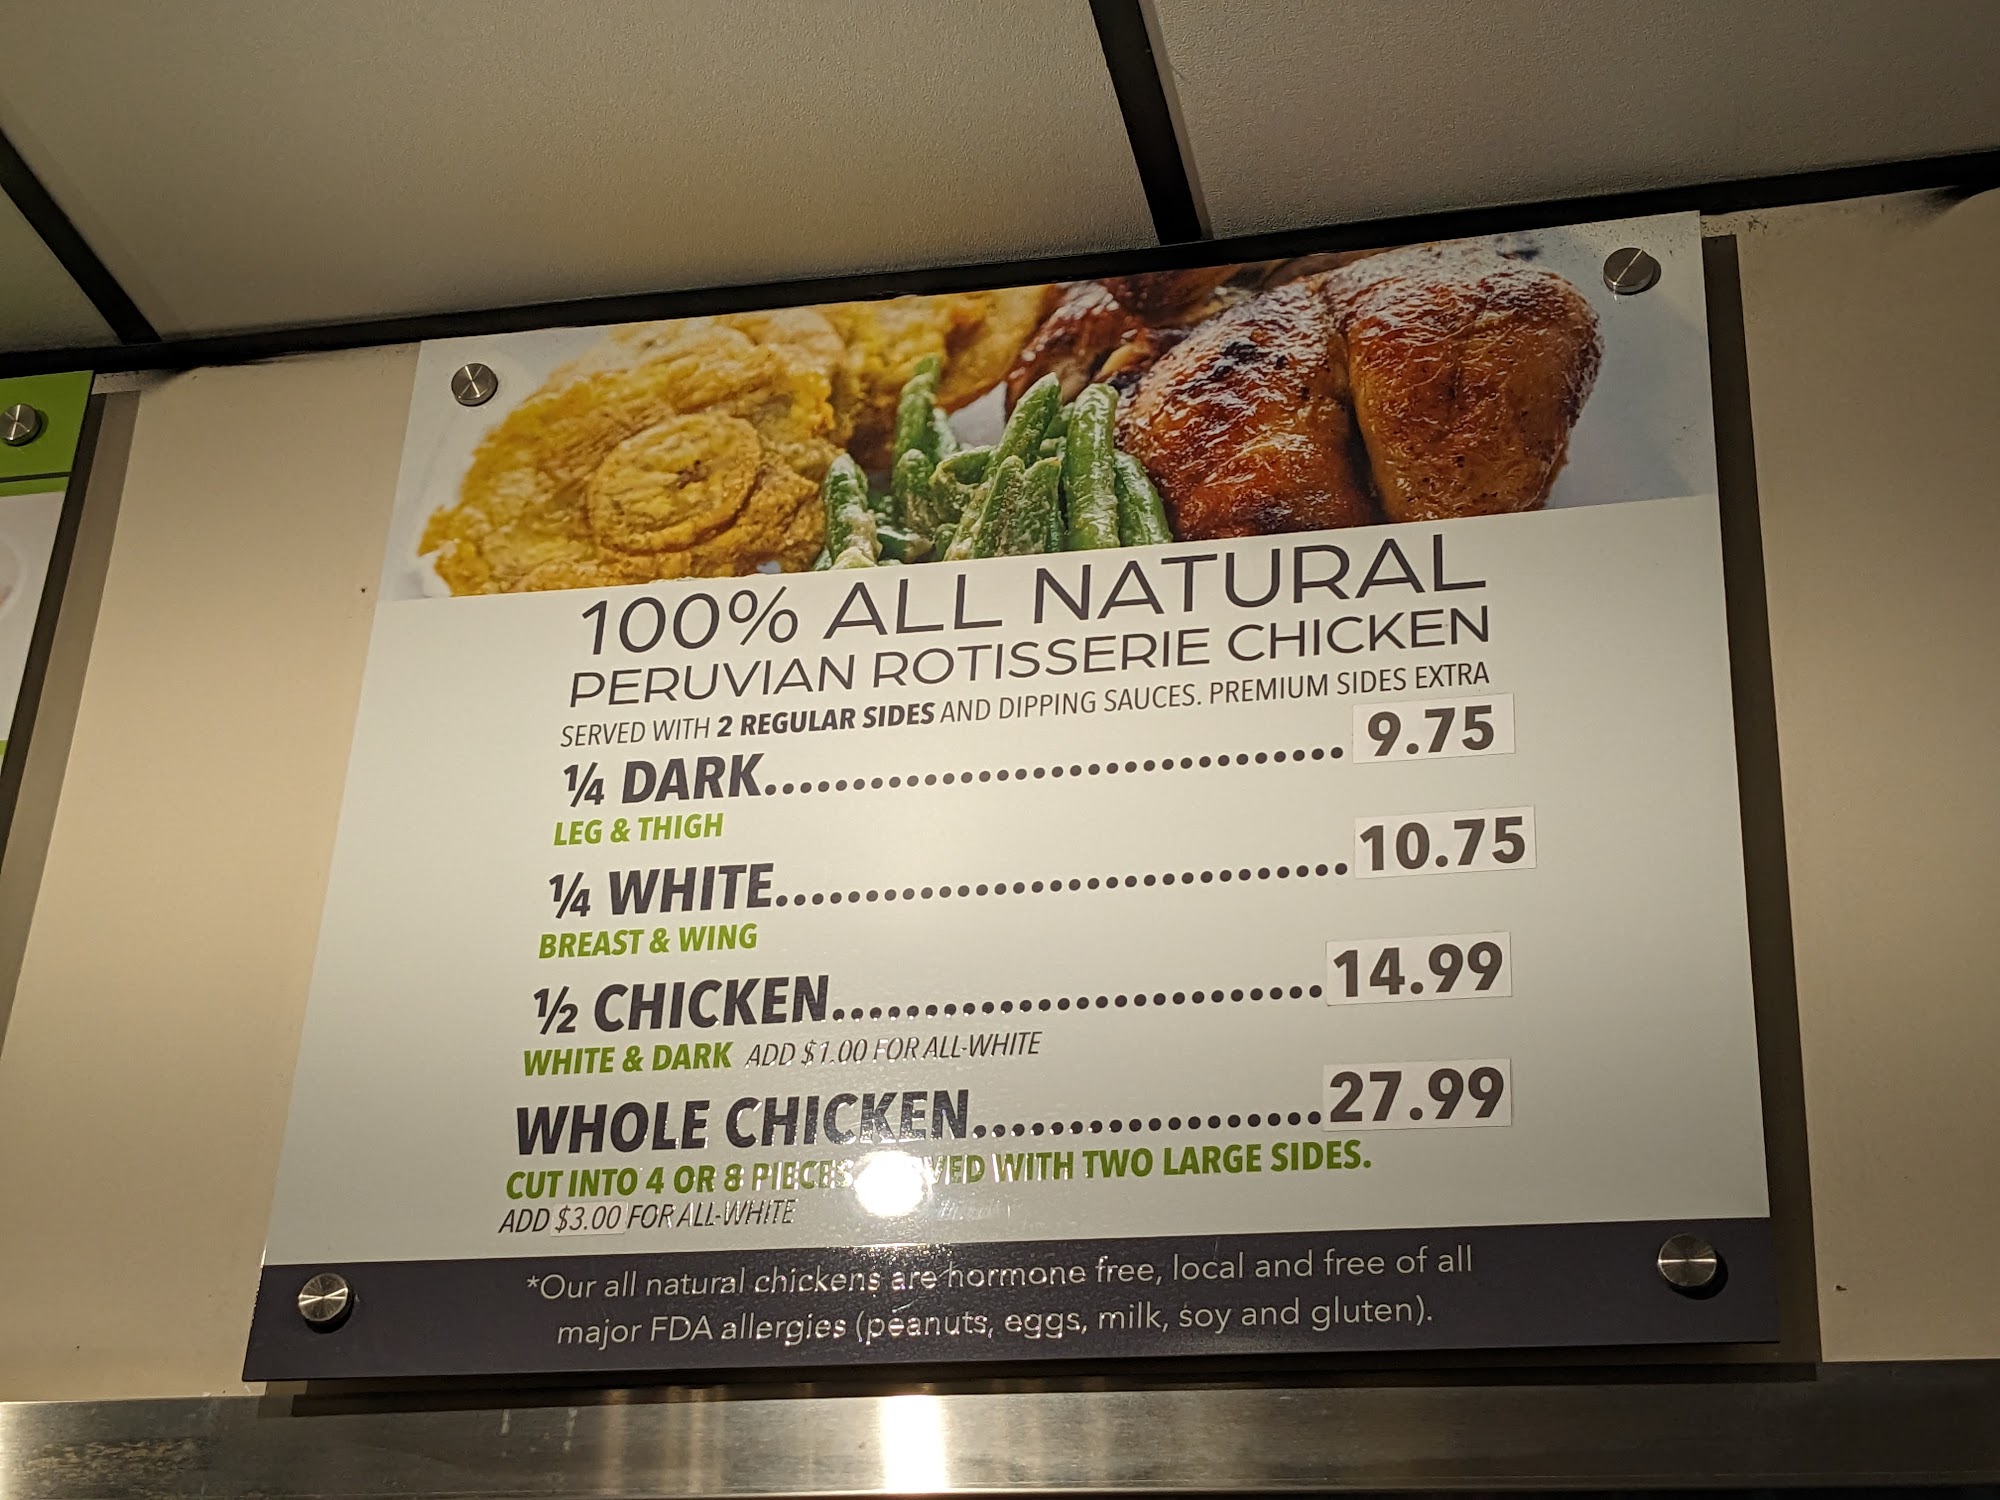 100% ALL NATURAL
PERUVIAN ROTISSERIE CHICKEN
SERVED WITH 2 REGULAR SIDES AND DIPPING SAUCES. PREMIUM SIDES EXTRA
¼ DARK.............................. 9.75
LEG & THIGH
¼ WHITE.............................. 10.75
BREAST & WING
½ CHICKEN.......................... 14.99
WHITE & DARK ADD $1.00 FOR ALL-WHITE
WHOLE CHICKEN.................. 27.99
CUT INTO 4 OR 8 PIECES WITH TWO LARGE SIDES.
ADD $3.00 FOR ALL-WHITE
*Our all natural chickens are hormone free, local and free of all
major FDA allergies (peanuts, eggs, milk, soy and gluten).